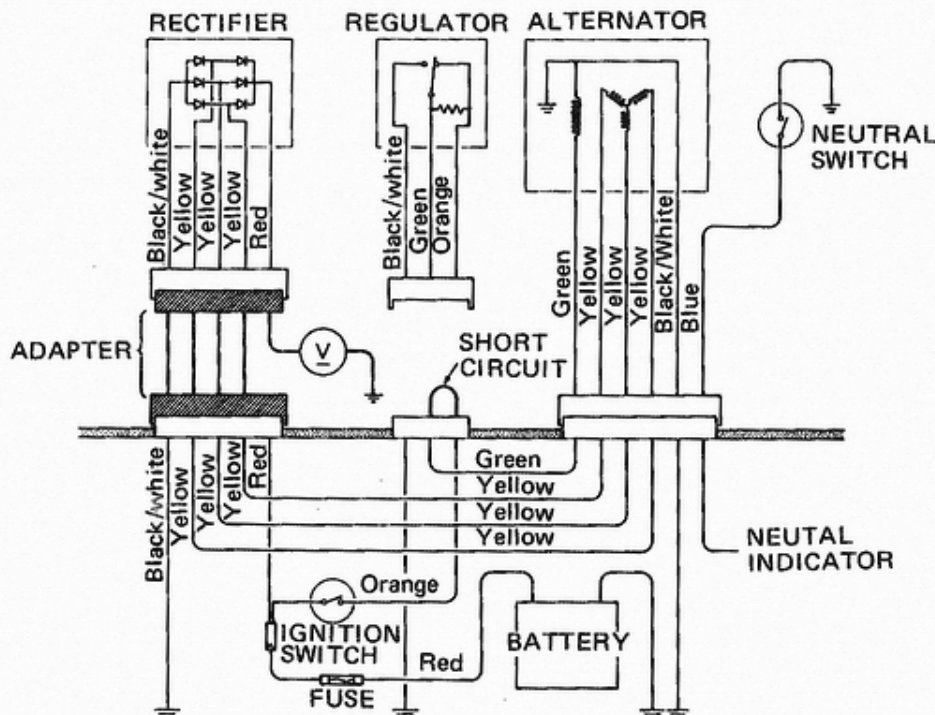 RECTIFIER
REGULATOR
ALTERNATOR
Black/white
Yellow
Yellow
Yellow
Red
Black/white
Green
Orange
Green
Yellow
Yellow
Yellow
Black/White
Blue
NEUTRAL
SWITCH
ADAPTER
V
SHORT
CIRCUIT
Black/white
Yellow
Yellow
Yellow
Red
Green
Yellow
Yellow
Yellow
NEUTAL
INDICATOR
Orange
IGNITION
SWITCH
Red
FUSE
BATTERY